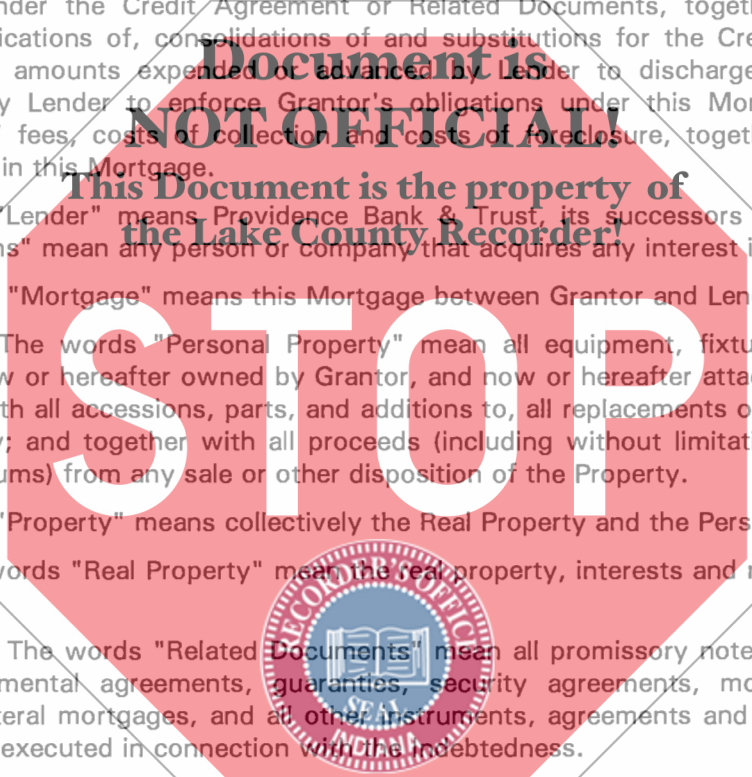 nder the Credit Agreement or Related Documents, togeth
ications of, consolidations of and substitutions for the Cre
Document is
amounts expended or advanced by Lender to discharge
y Lender to enforce Grantor's obligations under this Mor
NOT OFFICIAL!
fees, costs of collection and costs of foreclosure, togeth
in this Mortgage.
This Document is the property of
"Lender" means Providence Bank & Trust, its successors
the Lake County Recorder!
ns" mean any person or company that acquires any interest i
"Mortgage" means this Mortgage between Grantor and Len
STOP
The words "Personal Property" mean all equipment, fixtu
w or hereafter owned by Grantor, and now or hereafter attac
th all accessions, parts, and additions to, all replacements o
; and together with all proceeds (including without limitati
ums) from any sale or other disposition of the Property.
"Property" means collectively the Real Property and the Pers
ords "Real Property" mean the real property, interests and
RECORDER'S OFFICE
The words "Related Documents" mean all promissory note
mental agreements, guaranties, security agreements, mo
SEAL
teral mortgages, and all other instruments, agreements and
INDIANA
executed in connection with the Indebtedness.